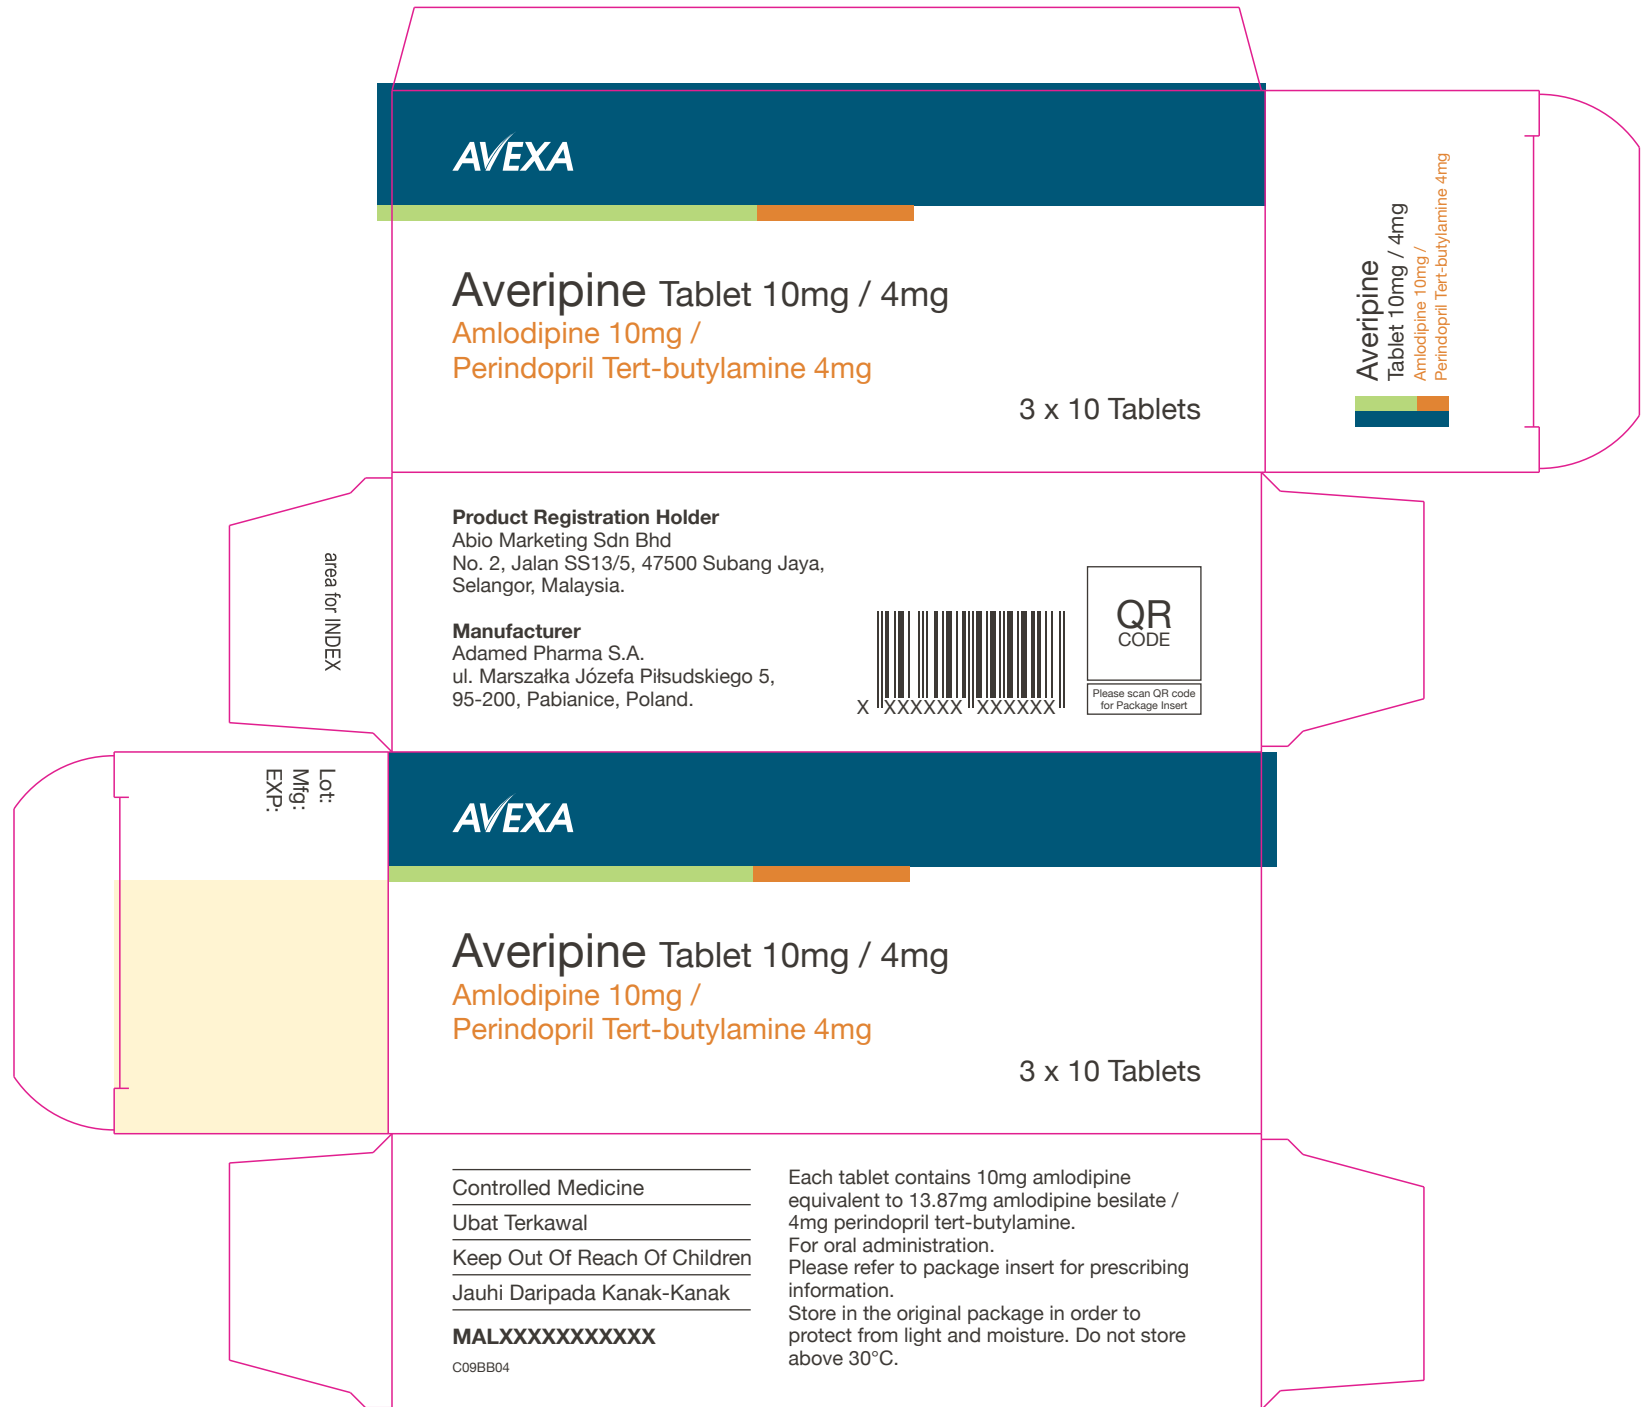 AVEXA
Averipine Tablet 10mg / 4mg
Amlodipine 10mg /
Perindopril Tert-butylamine 4mg
3 x 10 Tablets
Averipine
Tablet 10mg / 4mg
Amlodipine 10mg /
Perindopril Tert-butylamine 4mg
area for INDEX
Product Registration Holder
Abio Marketing Sdn Bhd
No. 2, Jalan SS13/5, 47500 Subang Jaya,
Selangor, Malaysia.
Manufacturer
Adamed Pharma S.A.
ul. Marszałka Józefa Piłsudskiego 5,
95-200, Pabianice, Poland.
X XXXXXX XXXXXX
QR
CODE
Please scan QR code
for Package Insert
Lot:
Mfg:
EXP:
AVEXA
Averipine Tablet 10mg / 4mg
Amlodipine 10mg /
Perindopril Tert-butylamine 4mg
3 x 10 Tablets
Controlled Medicine
Ubat Terkawal
Keep Out Of Reach Of Children
Jauhi Daripada Kanak-Kanak
MALXXXXXXXXXXX
C09BB04
Each tablet contains 10mg amlodipine
equivalent to 13.87mg amlodipine besilate /
4mg perindopril tert-butylamine.
For oral administration.
Please refer to package insert for prescribing
information.
Store in the original package in order to
protect from light and moisture. Do not store
above 30°C.